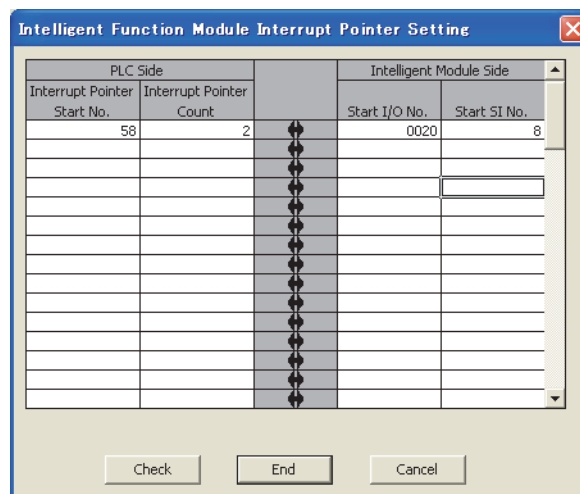 Intelligent Function Module Interrupt Pointer Setting
PLC Side Intelligent Module Side
Interrupt Pointer Start No. Interrupt Pointer Count Start I/O No. Start SI No.
58 2 0020 8
Check End Cancel